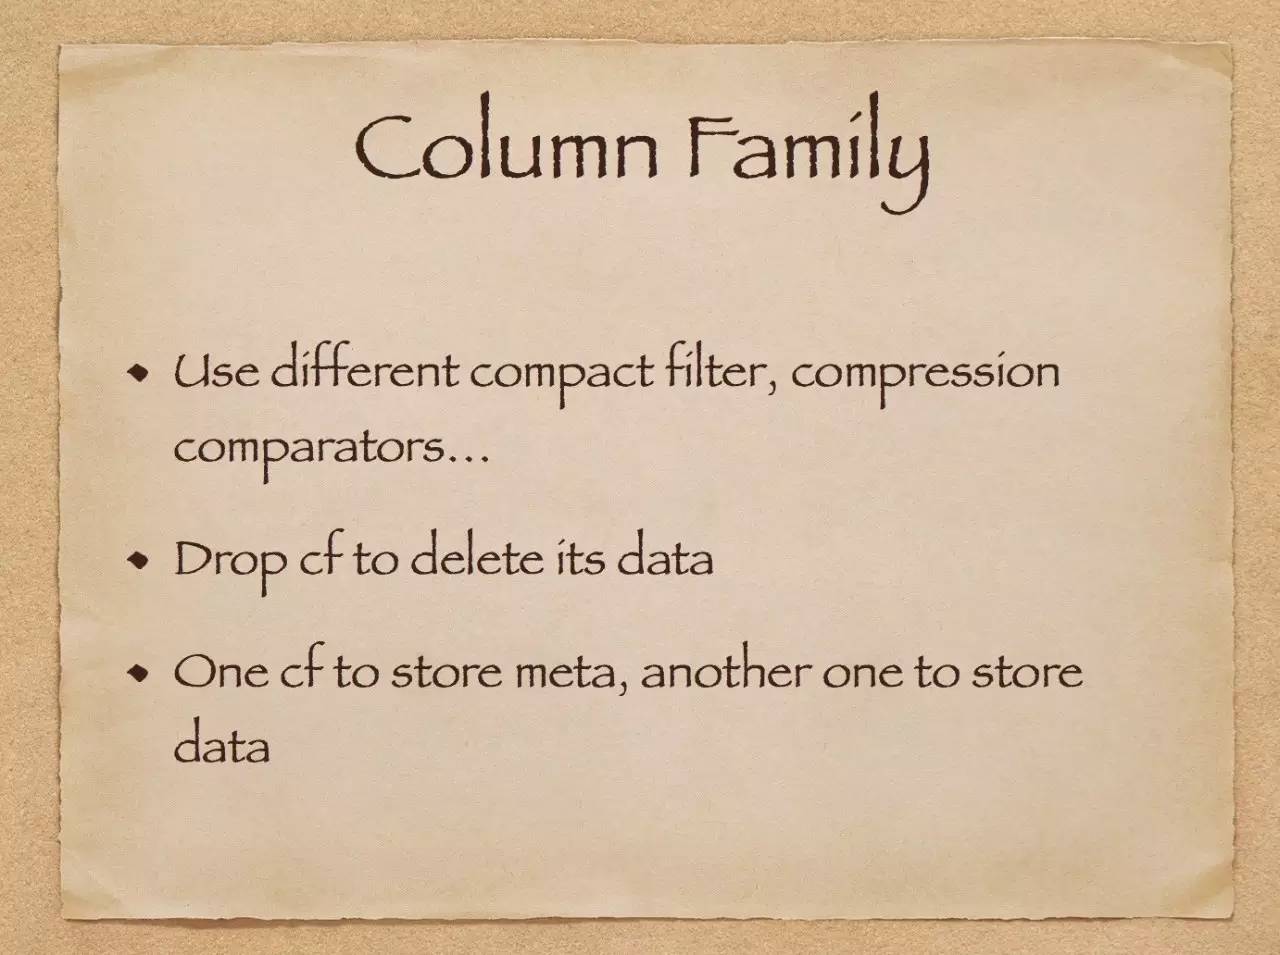 Column Family
• Use different compact filter, compression
comparators...
• Drop cf to delete its data
• One cf to store meta, another one to store
data